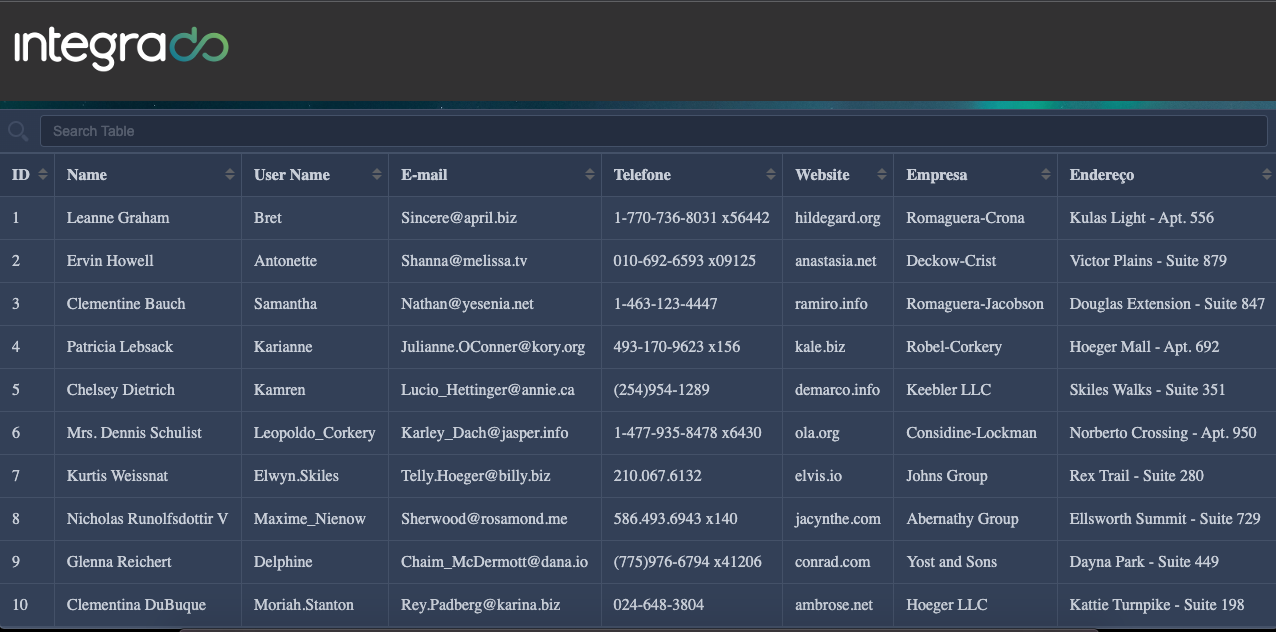 integrado
Search Table
ID Name User Name E-mail Telefone Website Empresa Endereço
1 Leanne Graham Bret Sincere@april.biz 1-770-736-8031 x56442 hildegard.org Romaguera-Crona Kulas Light - Apt. 556
2 Ervin Howell Antonette Shanna@melissa.tv 010-692-6593 x09125 anastasia.net Deckow-Crist Victor Plains - Suite 879
3 Clementine Bauch Samantha Nathan@yesenia.net 1-463-123-4447 ramiro.info Romaguera-Jacobson Douglas Extension - Suite 847
4 Patricia Lebsack Karianne Julianne.OConner@kory.org 493-170-9623 x156 kale.biz Robel-Corkery Hoeger Mall - Apt. 692
5 Chelsey Dietrich Kamren Lucio_Hettinger@annie.ca (254)954-1289 demarco.info Keebler LLC Skiles Walks - Suite 351
6 Mrs. Dennis Schulist Leopoldo_Corkery Karley_Dach@jasper.info 1-477-935-8478 x6430 ola.org Considine-Lockman Norberto Crossing - Apt. 950
7 Kurtis Weissnat Elwyn.Skiles Telly.Hoeger@billy.biz 210.067.6132 elvis.io Johns Group Rex Trail - Suite 280
8 Nicholas Runolfsdottir V Maxime_Nienow Sherwood@rosamond.me 586.493.6943 x140 jacynthe.com Abernathy Group Ellsworth Summit - Suite 729
9 Glenna Reichert Delphine Chaim_McDermott@dana.io (775)976-6794 x41206 conrad.com Yost and Sons Dayna Park - Suite 449
10 Clementina DuBuque Moriah.Stanton Rey.Padberg@karina.biz 024-648-3804 ambrose.net Hoeger LLC Kattie Turnpike - Suite 198